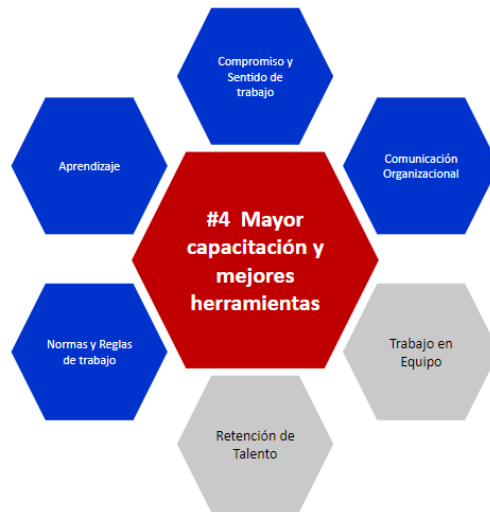 Compromiso y
Sentido de
trabajo
Aprendizaje
Comunicación
Organizacional
#4 Mayor
capacitación y
mejores
herramientas
Normas y Reglas
de trabajo
Trabajo en
Equipo
Retención de
Talento